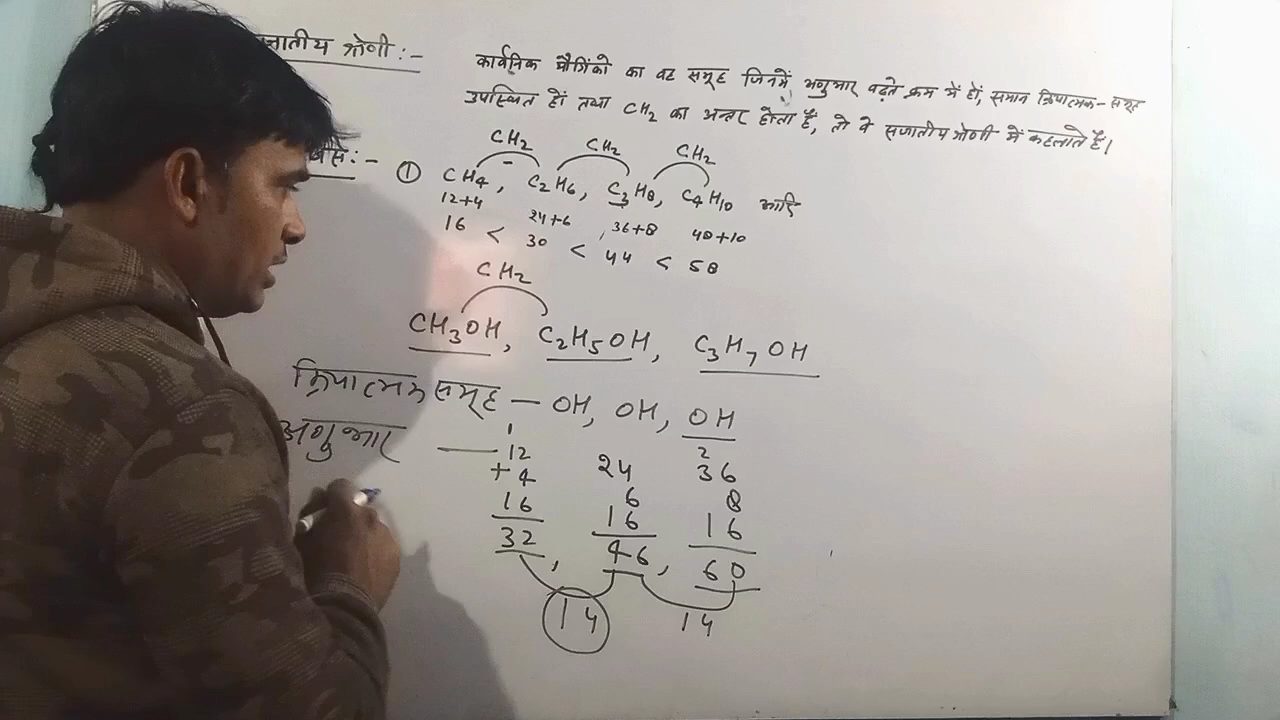 जातीय श्रेणी :-
कार्बनिक यौगिकों का वह समूह जिनमें अणुभार बढ़ते क्रम में हों, समान क्रियात्मक-समूह
उपस्थित हों तथा CH2 का अन्तर होता है, तो वे सजातीय श्रेणी में कहलाते है।
CH2 CH2 CH2
:- ① CH4, C2H6, C3H8, C4H10 आदि
12+4 24+6, 36+8 48+10
16 < 30 < 44 < 58
CH2
CH3OH, C2H5OH, C3H7OH
क्रियात्मक समूह — OH, OH, OH
अणुभार — 1 2
12 24 36
+4 6 8
16 16 16
32, 46, 60
14 14